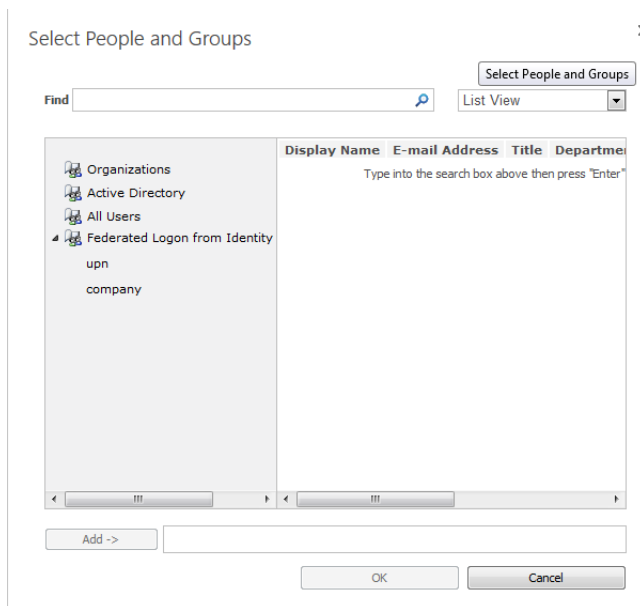 Select People and Groups
Select People and Groups
Find
List View
Display Name E-mail Address Title Departme
Type into the search box above then press "Enter"
Organizations
Active Directory
All Users
Federated Logon from Identity
upn
company
Add ->
OK
Cancel